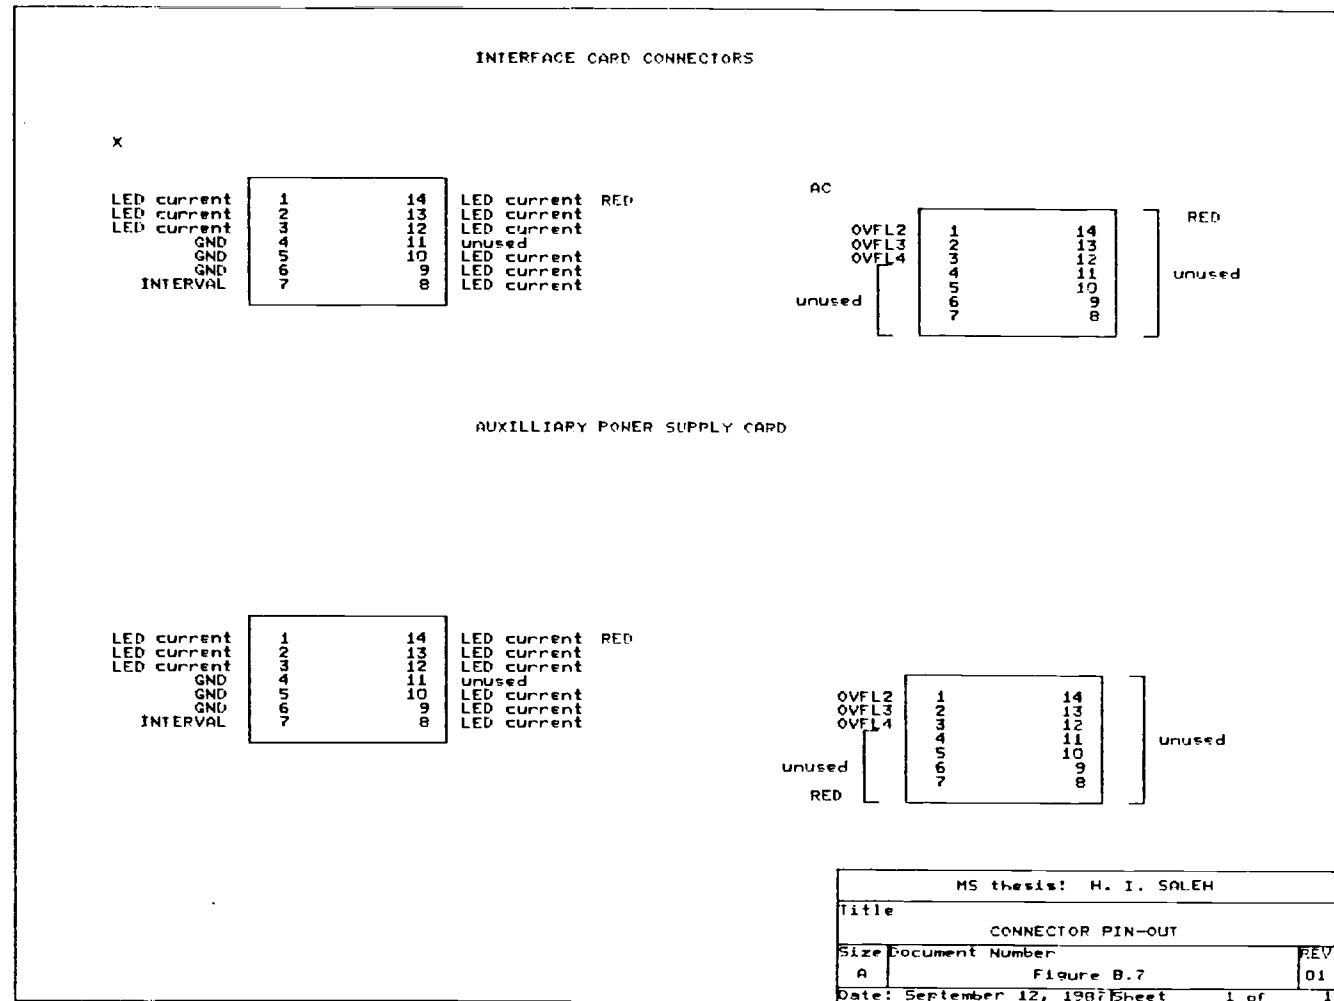 INTERFACE CARD CONNECTORS
X
LED current 1 14 LED current RED
LED current 2 13 LED current
LED current 3 12 LED current
GND 4 11 unused
GND 5 10 LED current
GND 6 9 LED current
INTERVAL 7 8 LED current
AC
RED
OVFL2 1 14
OVFL3 2 13
OVFL4 3 12
4 11 unused
5 10
unused 6 9
7 8
AUXILLIARY POWER SUPPLY CARD
LED current 1 14 LED current RED
LED current 2 13 LED current
LED current 3 12 LED current
GND 4 11 unused
GND 5 10 LED current
GND 6 9 LED current
INTERVAL 7 8 LED current
OVFL2 1 14
OVFL3 2 13
OVFL4 3 12
4 11 unused
5 10
unused 6 9
7 8
RED
MS thesis: H. I. SALEH
Title
CONNECTOR PIN-OUT
Size Document Number REV
A Figure B.7 01
Date: September 12, 1987 Sheet 1 of 1